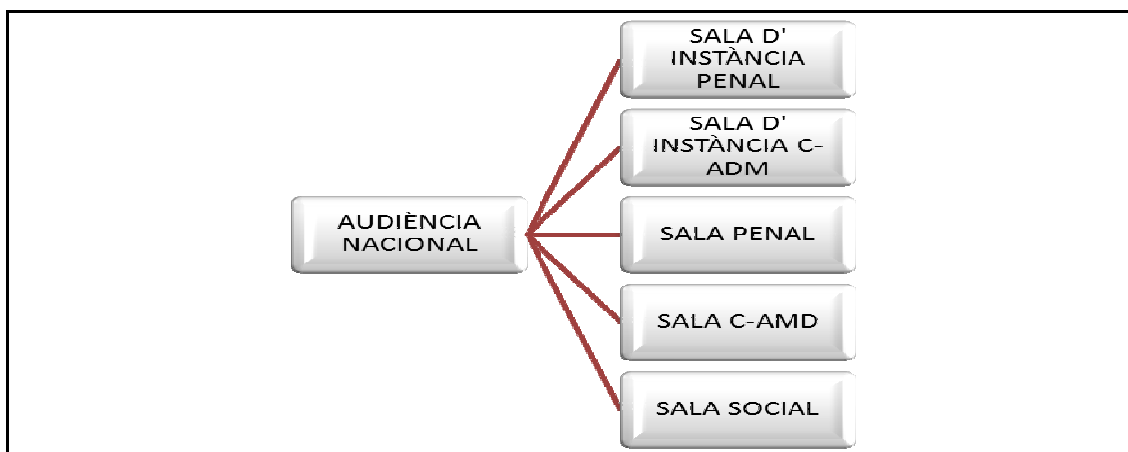 SALA D'
INSTÀNCIA
PENAL
SALA D'
INSTÀNCIA C-
ADM
AUDIÈNCIA
NACIONAL
SALA PENAL
SALA C-AMD
SALA SOCIAL